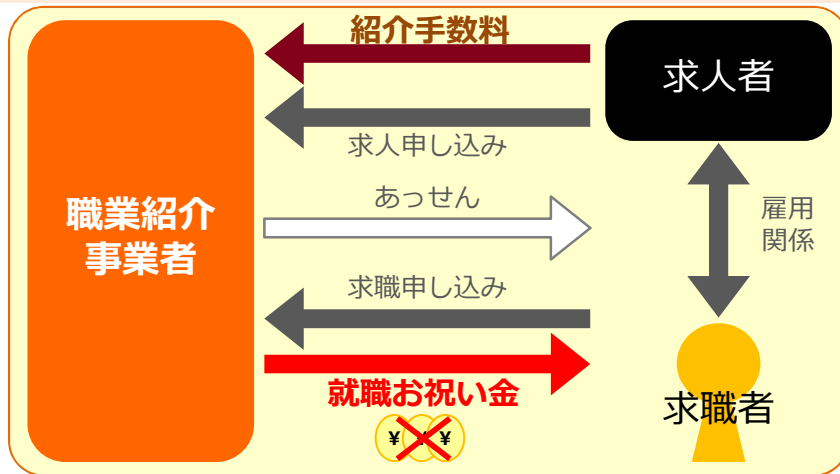 紹介手数料
求人者
求人申し込み
職業紹介
事業者
あっせん
雇用
関係
求職申し込み
就職お祝い金
求職者
¥ ¥ ¥